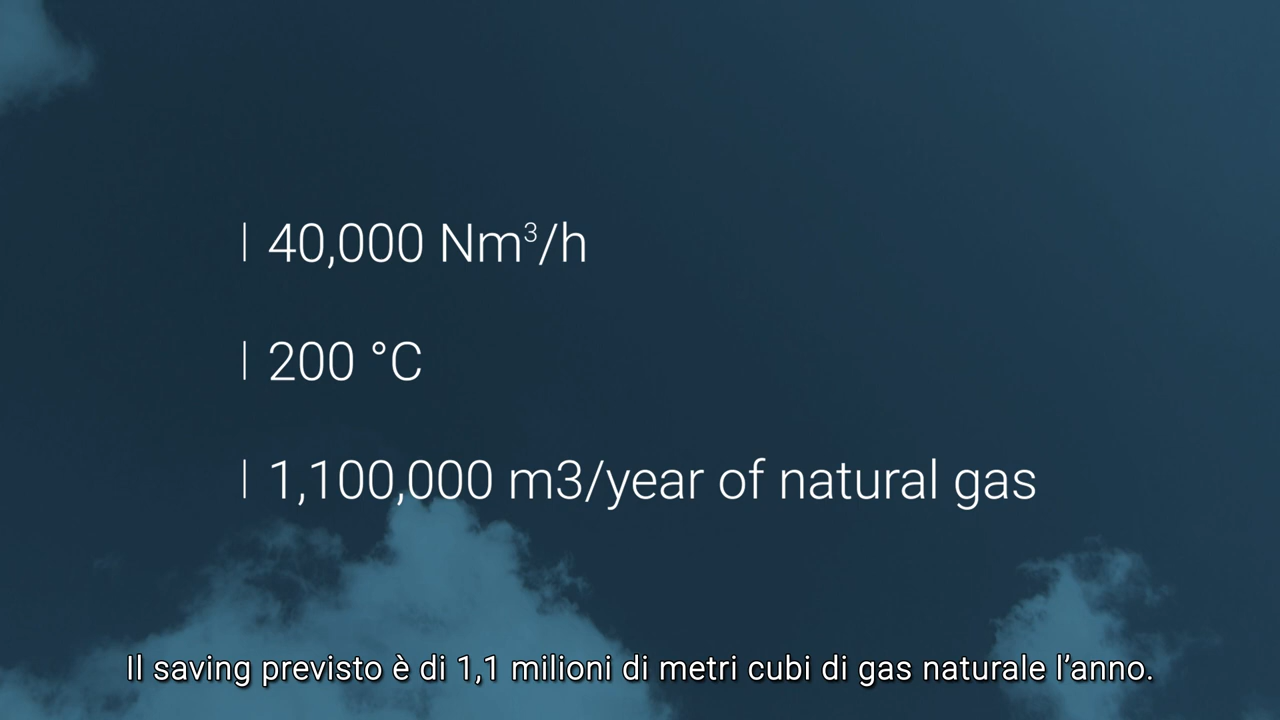 | 40,000 Nm³/h
| 200 °C
| 1,100,000 m3/year of natural gas
Il saving previsto è di 1,1 milioni di metri cubi di gas naturale l’anno.